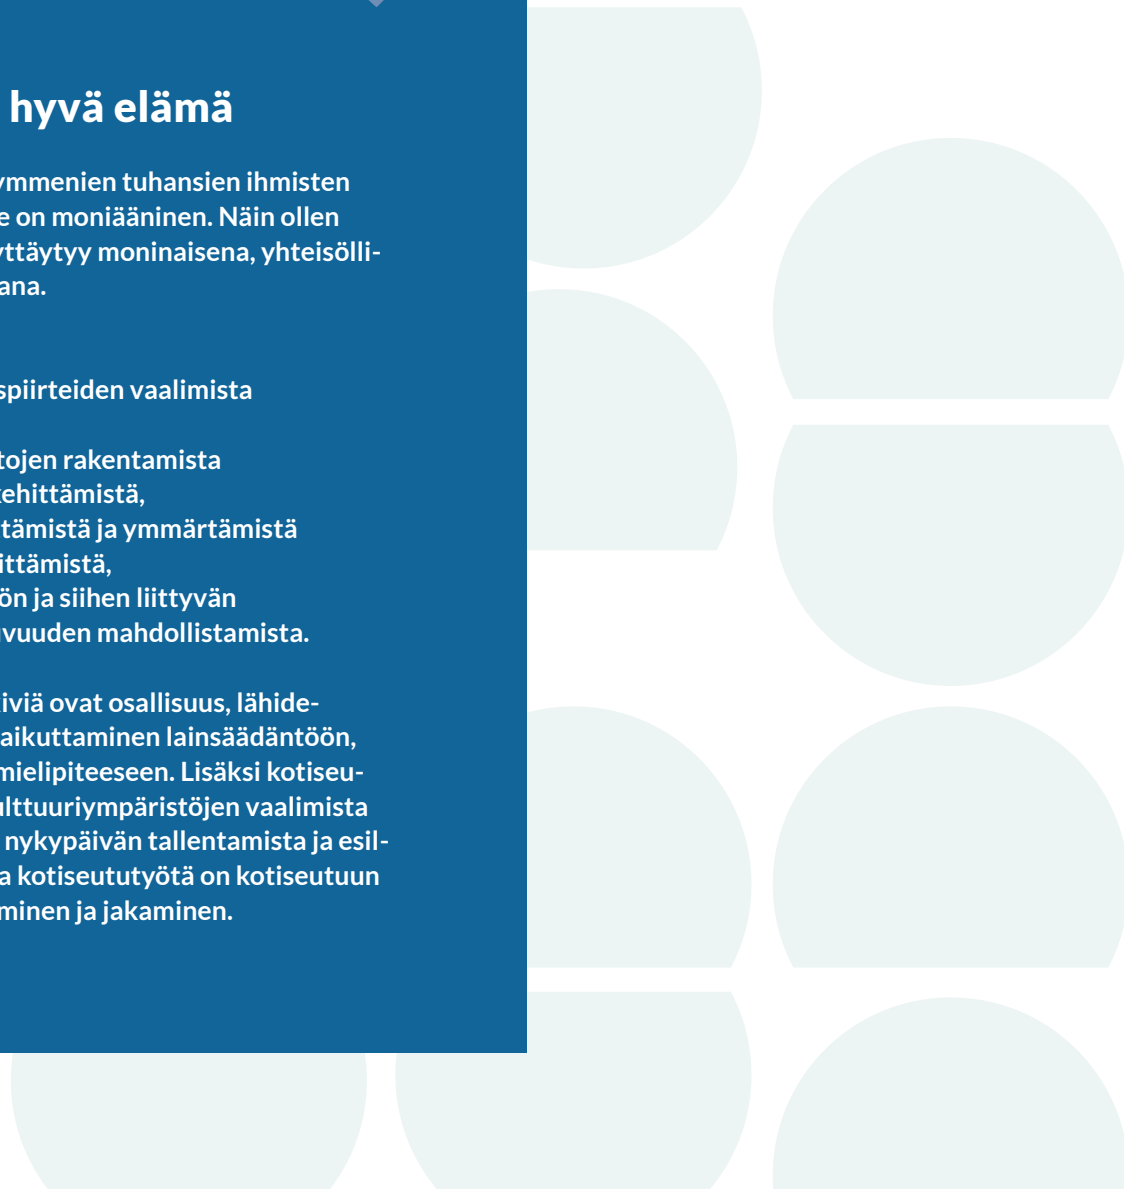 hyvä elämä
ymmenien tuhansien ihmisten
e on moniääninen. Näin ollen
yttäytyy moninaisena, yhteisölli-
ana.
spiirteiden vaalimista
tojen rakentamista
ehittämistä,
tämistä ja ymmärtämistä
ittämistä,
ön ja siihen liittyvän
vuuden mahdollistamista.
iviä ovat osallisuus, lähide-
aikuttaminen lainsäädäntöön,
mielipiteeseen. Lisäksi kotiseu-
ulttuuriympäristöjen vaalimista
nykypäivän tallentamista ja esil-
a kotiseututyötä on kotiseutuun
minen ja jakaminen.